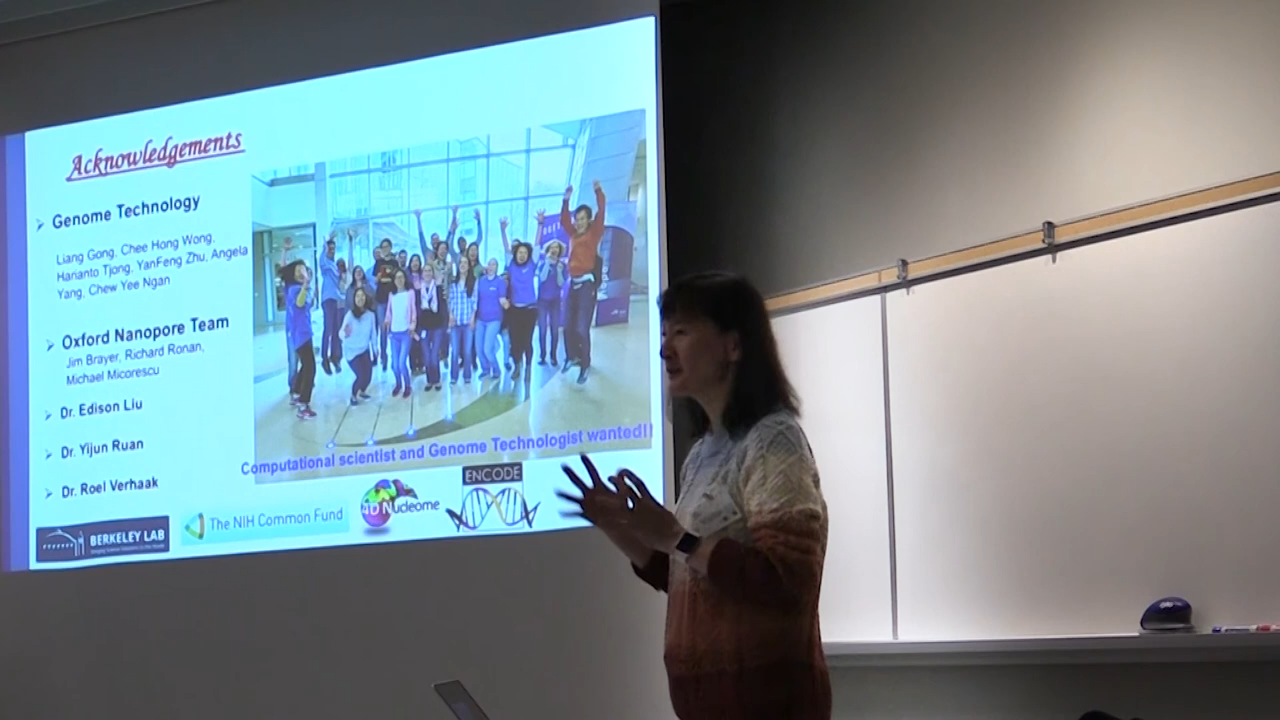 Acknowledgements
Genome Technology
Liang Gong, Chee Hong Wong,
Harianto Tjong, YanFeng Zhu, Angela
Yang, Chew Yee Ngan
Oxford Nanopore Team
Jim Brayer, Richard Ronan,
Michael Micorescu
Dr. Edison Liu
Dr. Yijun Ruan
Dr. Roel Verhaak
Computational scientist and Genome Technologist wanted!!
BERKELEY LAB
The NIH Common Fund
4D Nucleome
ENCODE